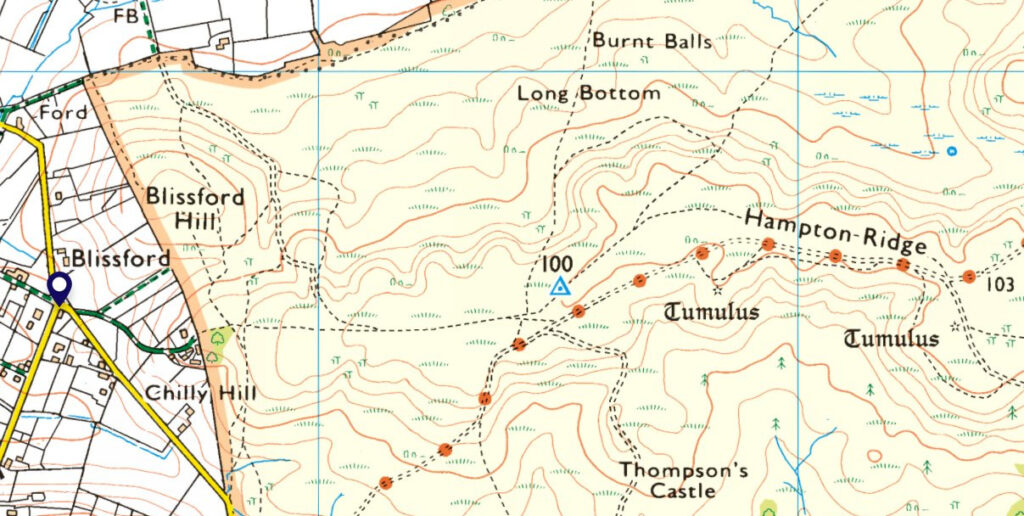 FB
Burnt Balls
Long Bottom
Ford
Blissford
Hill
Hampton Ridge
Blissford
100
103
Tumulus
Tumulus
Chilly Hill
Thompson's
Castle